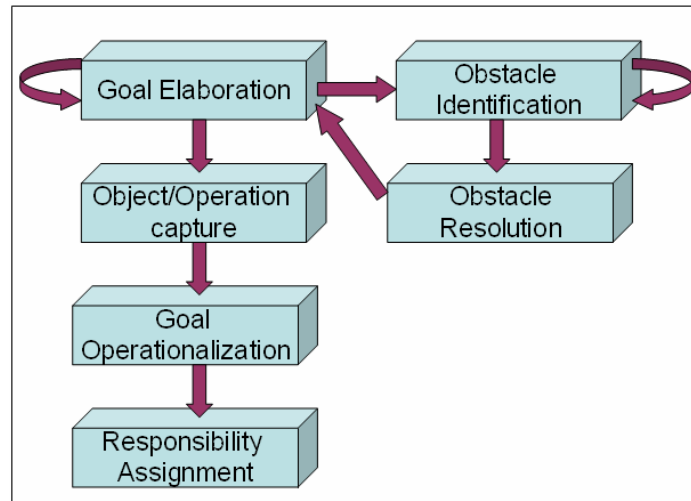 Goal Elaboration
Obstacle
Identification
Object/Operation
capture
Obstacle
Resolution
Goal
Operationalization
Responsibility
Assignment